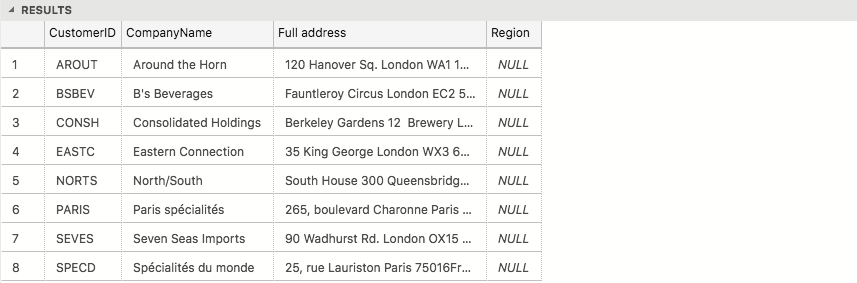 RESULTS
CustomerID CompanyName Full address Region
1 AROUT Around the Horn 120 Hanover Sq. London WA1 1... NULL
2 BSBEV B's Beverages Fauntleroy Circus London EC2 5... NULL
3 CONSH Consolidated Holdings Berkeley Gardens 12  Brewery L... NULL
4 EASTC Eastern Connection 35 King George London WX3 6... NULL
5 NORTS North/South South House 300 Queensbridg... NULL
6 PARIS Paris spécialités 265, boulevard Charonne Paris ... NULL
7 SEVES Seven Seas Imports 90 Wadhurst Rd. London OX15 ... NULL
8 SPECD Spécialités du monde 25, rue Lauriston Paris 75016Fr... NULL